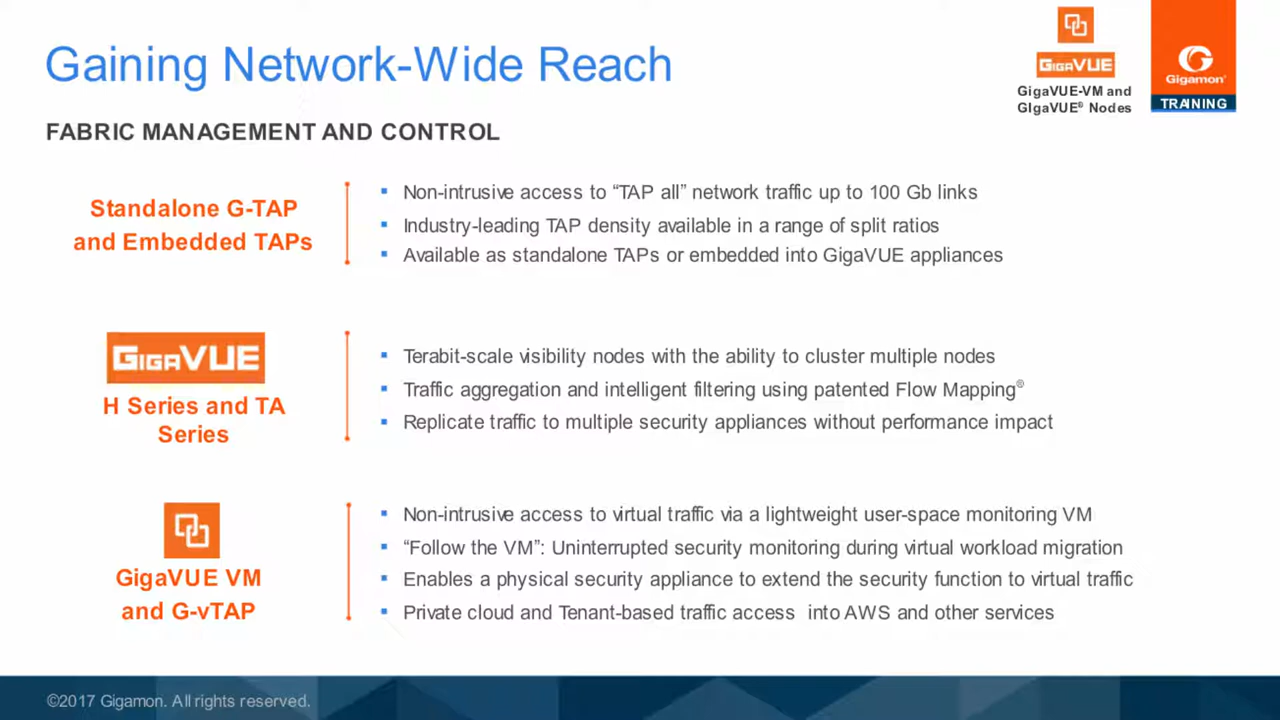 Gaining Network-Wide Reach
GIGAVUE
GigaVUE-VM and
GIgaVUE® Nodes
Gigamon®
TRAINING
FABRIC MANAGEMENT AND CONTROL
Standalone G-TAP
and Embedded TAPs
▪ Non-intrusive access to “TAP all” network traffic up to 100 Gb links
▪ Industry-leading TAP density available in a range of split ratios
▪ Available as standalone TAPs or embedded into GigaVUE appliances
GIGAVUE
H Series and TA
Series
▪ Terabit-scale visibility nodes with the ability to cluster multiple nodes
▪ Traffic aggregation and intelligent filtering using patented Flow Mapping®
▪ Replicate traffic to multiple security appliances without performance impact
GigaVUE VM
and G-vTAP
▪ Non-intrusive access to virtual traffic via a lightweight user-space monitoring VM
▪ “Follow the VM”: Uninterrupted security monitoring during virtual workload migration
▪ Enables a physical security appliance to extend the security function to virtual traffic
▪ Private cloud and Tenant-based traffic access into AWS and other services
©2017 Gigamon. All rights reserved.